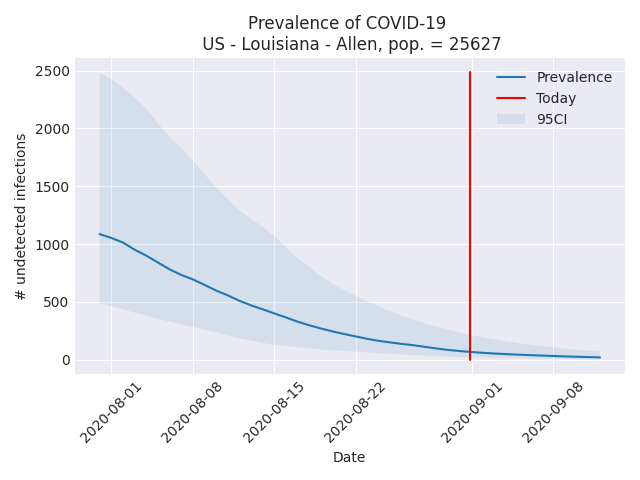 Prevalence of COVID-19
US - Louisiana - Allen, pop. = 25627
Prevalence
Today
95CI
2500
2000
1500
1000
500
0
# undetected infections
2020-08-01
2020-08-08
2020-08-15
2020-08-22
2020-09-01
2020-09-08
Date